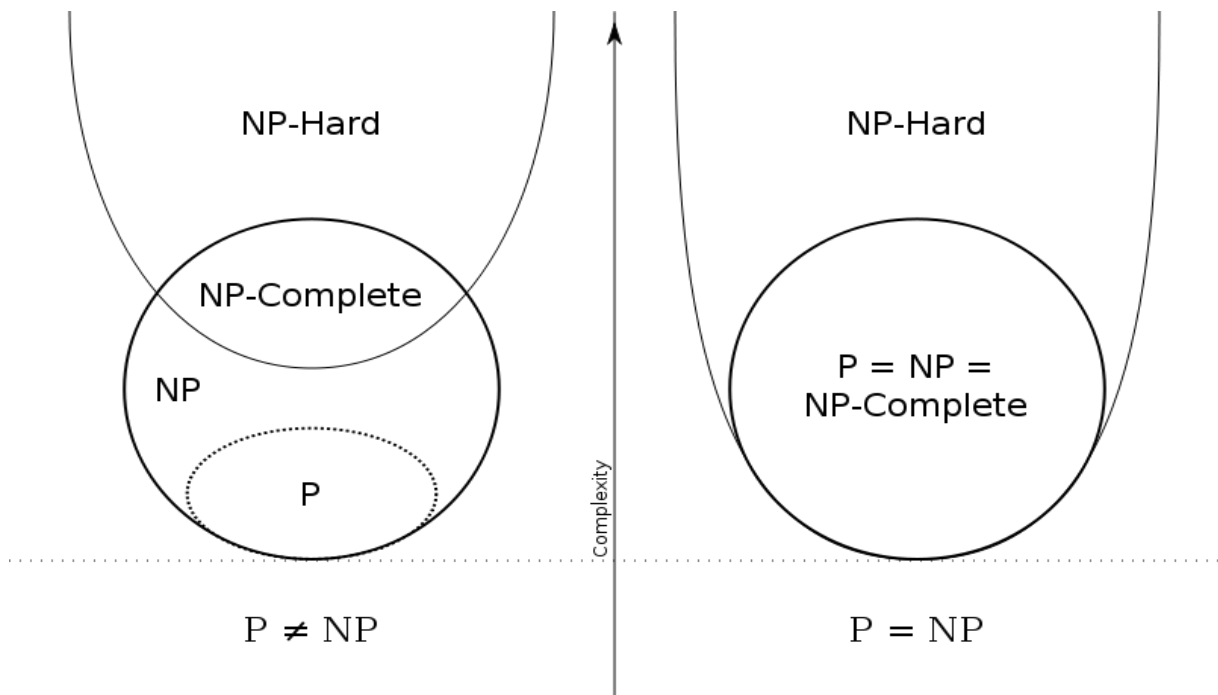 NP-Hard
NP-Complete
NP
P
P ≠ NP
Complexity
NP-Hard
P = NP =
NP-Complete
P = NP